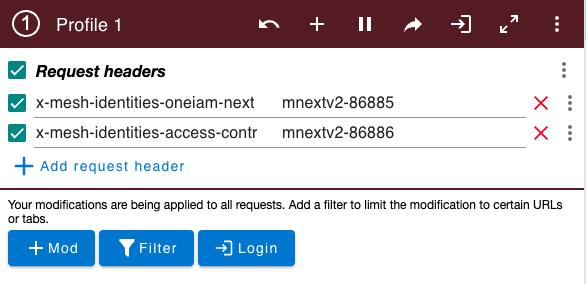 1 Profile 1
Request headers
x-mesh-identities-oneiam-next mnextv2-86885
x-mesh-identities-access-contr mnextv2-86886
Add request header
Your modifications are being applied to all requests. Add a filter to limit the modification to certain URLs
or tabs.
Mod Filter Login